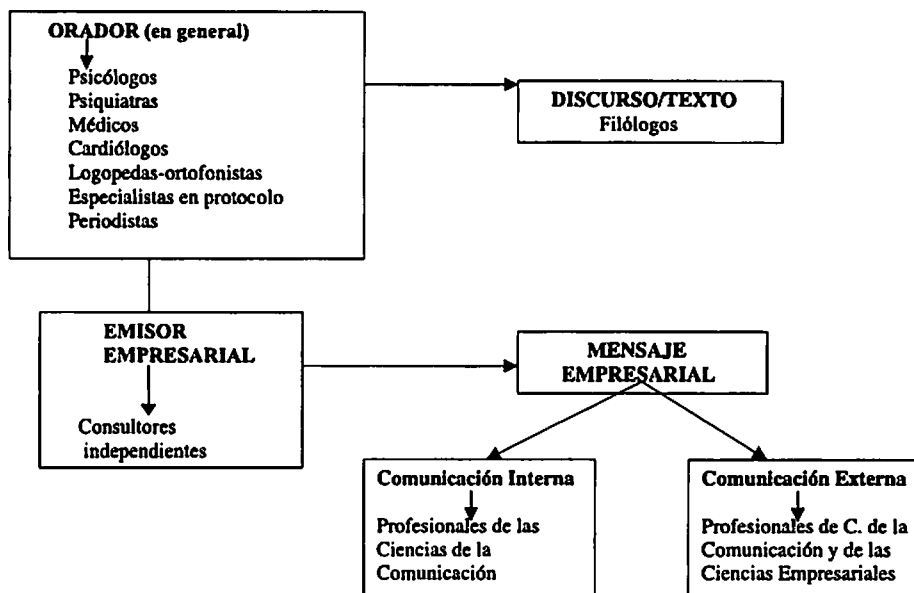 ORADOR (en general)
Psicólogos
Psiquiatras
Médicos
Cardiólogos
Logopedas-ortofonistas
Especialistas en protocolo
Periodistas
DISCURSO/TEXTO
Filólogos
EMISOR
EMPRESARIAL
Consultores
independientes
MENSAJE
EMPRESARIAL
Comunicación Interna
Profesionales de las
Ciencias de la
Comunicación
Comunicación Externa
Profesionales de C. de la
Comunicación y de las
Ciencias Empresariales